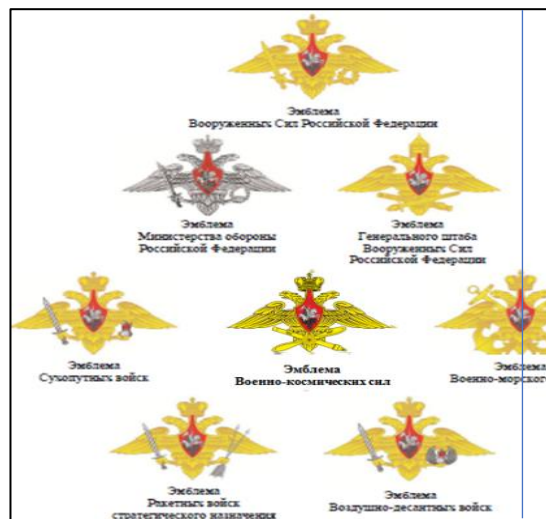 Эмблема
Вооруженных Сил Российской Федерации
Эмблема
Министерства обороны
Российской Федерации
Эмблема
Генерального штаба
Вооруженных Сил
Российской Федерации
Эмблема
Сухопутных войск
Эмблема
Военно-космических сил
Эмблема
Военно-морского
Эмблема
Ракетных войск
стратегического назначения
Эмблема
Воздушно-десантных войск